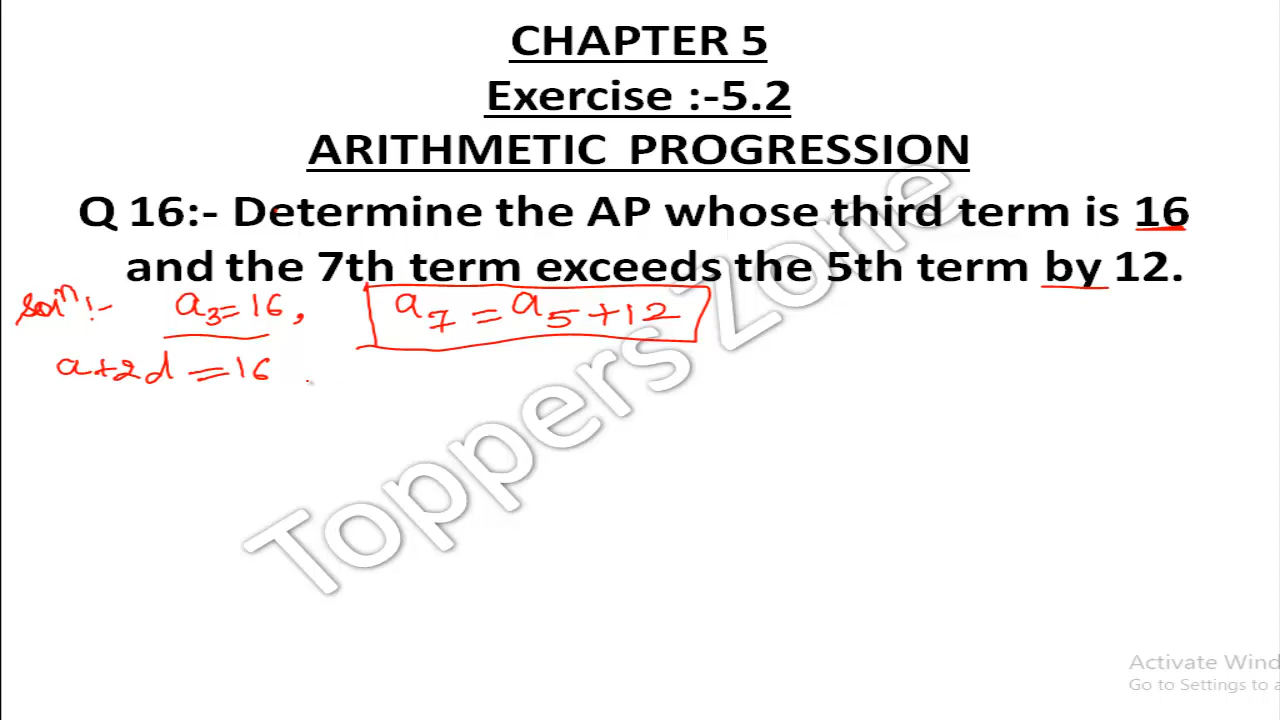 CHAPTER 5
Exercise :-5.2
ARITHMETIC PROGRESSION
Q 16:- Determine the AP whose third term is 16
and the 7th term exceeds the 5th term by 12.
Solⁿ:- a₃=16, a₇=a₅+12
a+2d=16
Toppers Zone
Activate Wind
Go to Settings to a